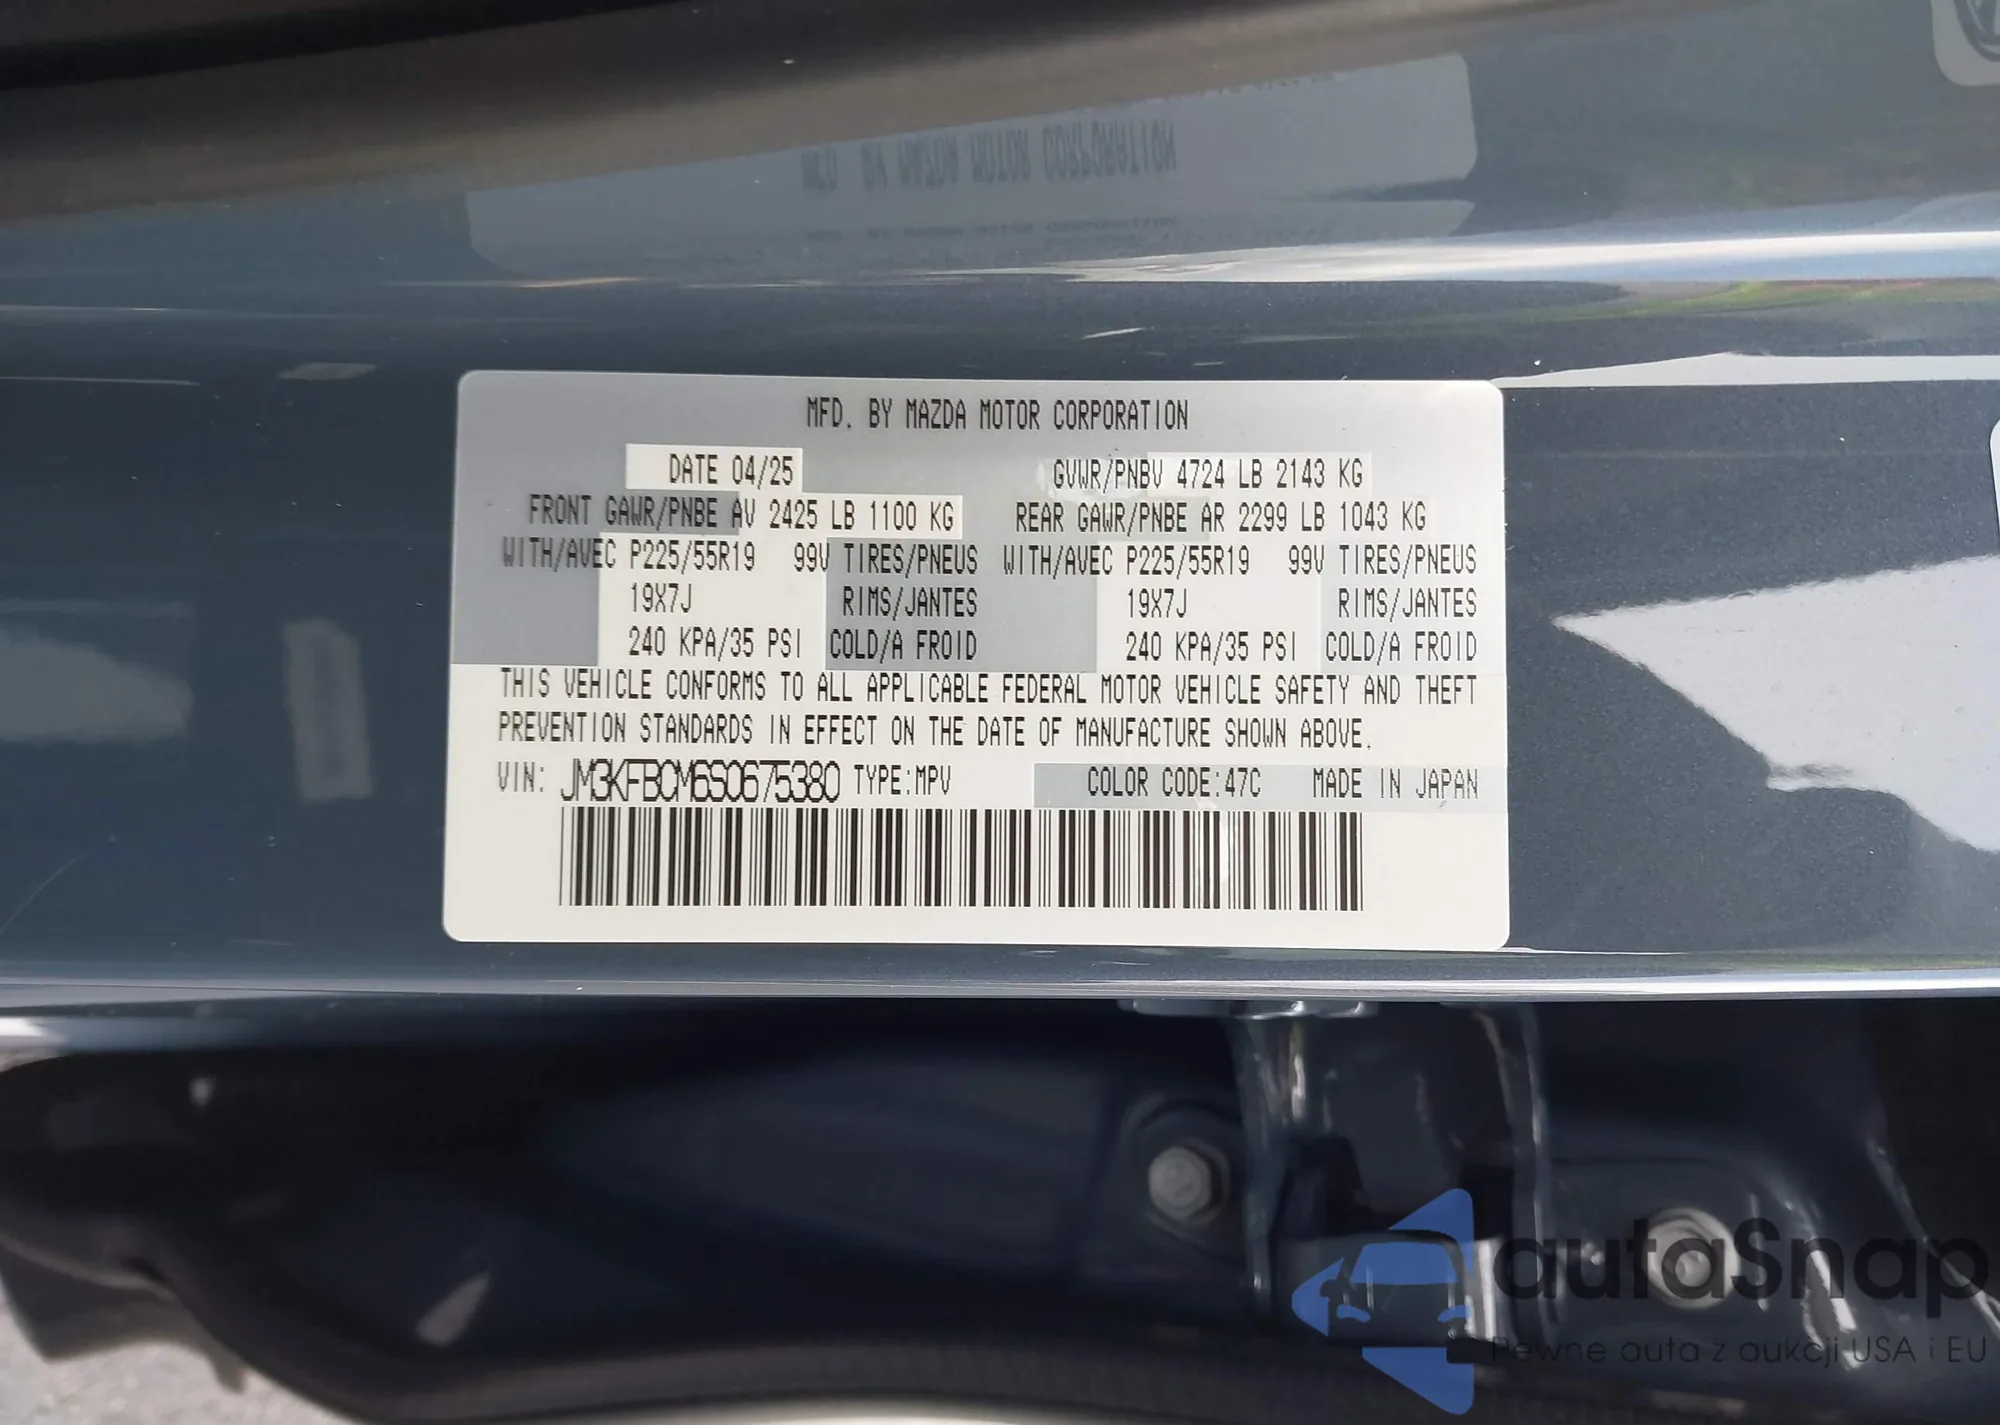 MFD. BY MAZDA MOTOR CORPORATION
MFD. BY MAZDA MOTOR CORPORATION
DATE 04/25 GVWR/PNBV 4724 LB 2143 KG
FRONT GAWR/PNBE AV 2425 LB 1100 KG REAR GAWR/PNBE AR 2299 LB 1043 KG
WITH/AVEC P225/55R19 99V TIRES/PNEUS WITH/AVEC P225/55R19 99V TIRES/PNEUS
19X7J RIMS/JANTES 19X7J RIMS/JANTES
240 KPA/35 PSI COLD/A FROID 240 KPA/35 PSI COLD/A FROID
THIS VEHICLE CONFORMS TO ALL APPLICABLE FEDERAL MOTOR VEHICLE SAFETY AND THEFT
PREVENTION STANDARDS IN EFFECT ON THE DATE OF MANUFACTURE SHOWN ABOVE.
VIN: JM3KFBCM6S0675380 TYPE:MPV COLOR CODE:47C MADE IN JAPAN
autaSnap
Pewne auta z aukcji USA i EU